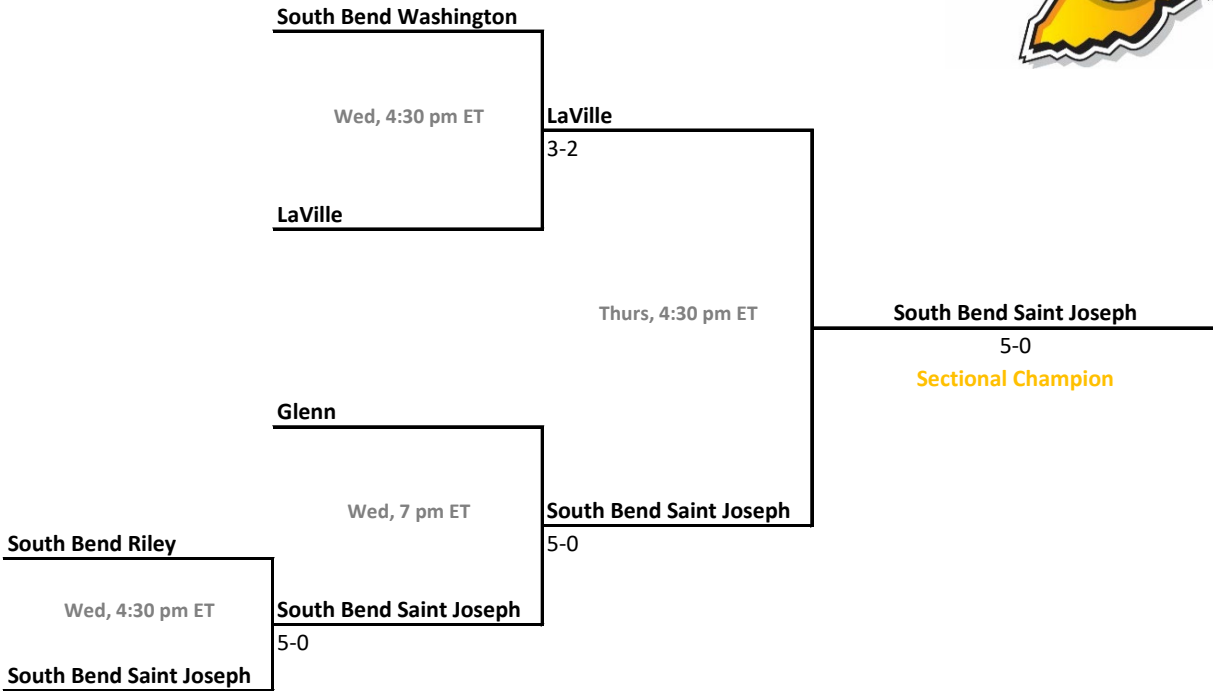 South Bend Washington
Wed, 4:30 pm ET
LaVille
3-2
LaVille
Thurs, 4:30 pm ET
South Bend Saint Joseph
5-0
Sectional Champion
Glenn
Wed, 7 pm ET
South Bend Saint Joseph
5-0
South Bend Riley
Wed, 4:30 pm ET
South Bend Saint Joseph
5-0
South Bend Saint Joseph